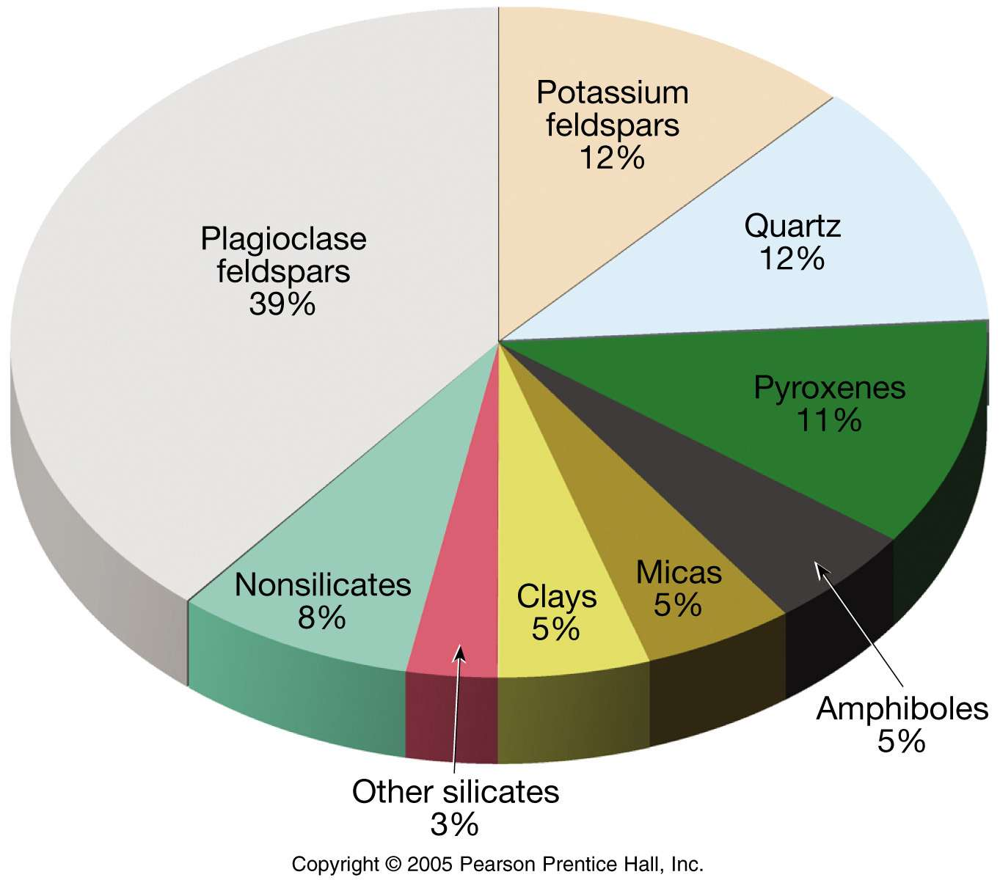 Potassium
feldspars
12%
Quartz
12%
Plagioclase
feldspars
39%
Pyroxenes
11%
Micas
5%
Nonsilicates
8%
Clays
5%
Amphiboles
5%
Other silicates
3%
Copyright © 2005 Pearson Prentice Hall, Inc.